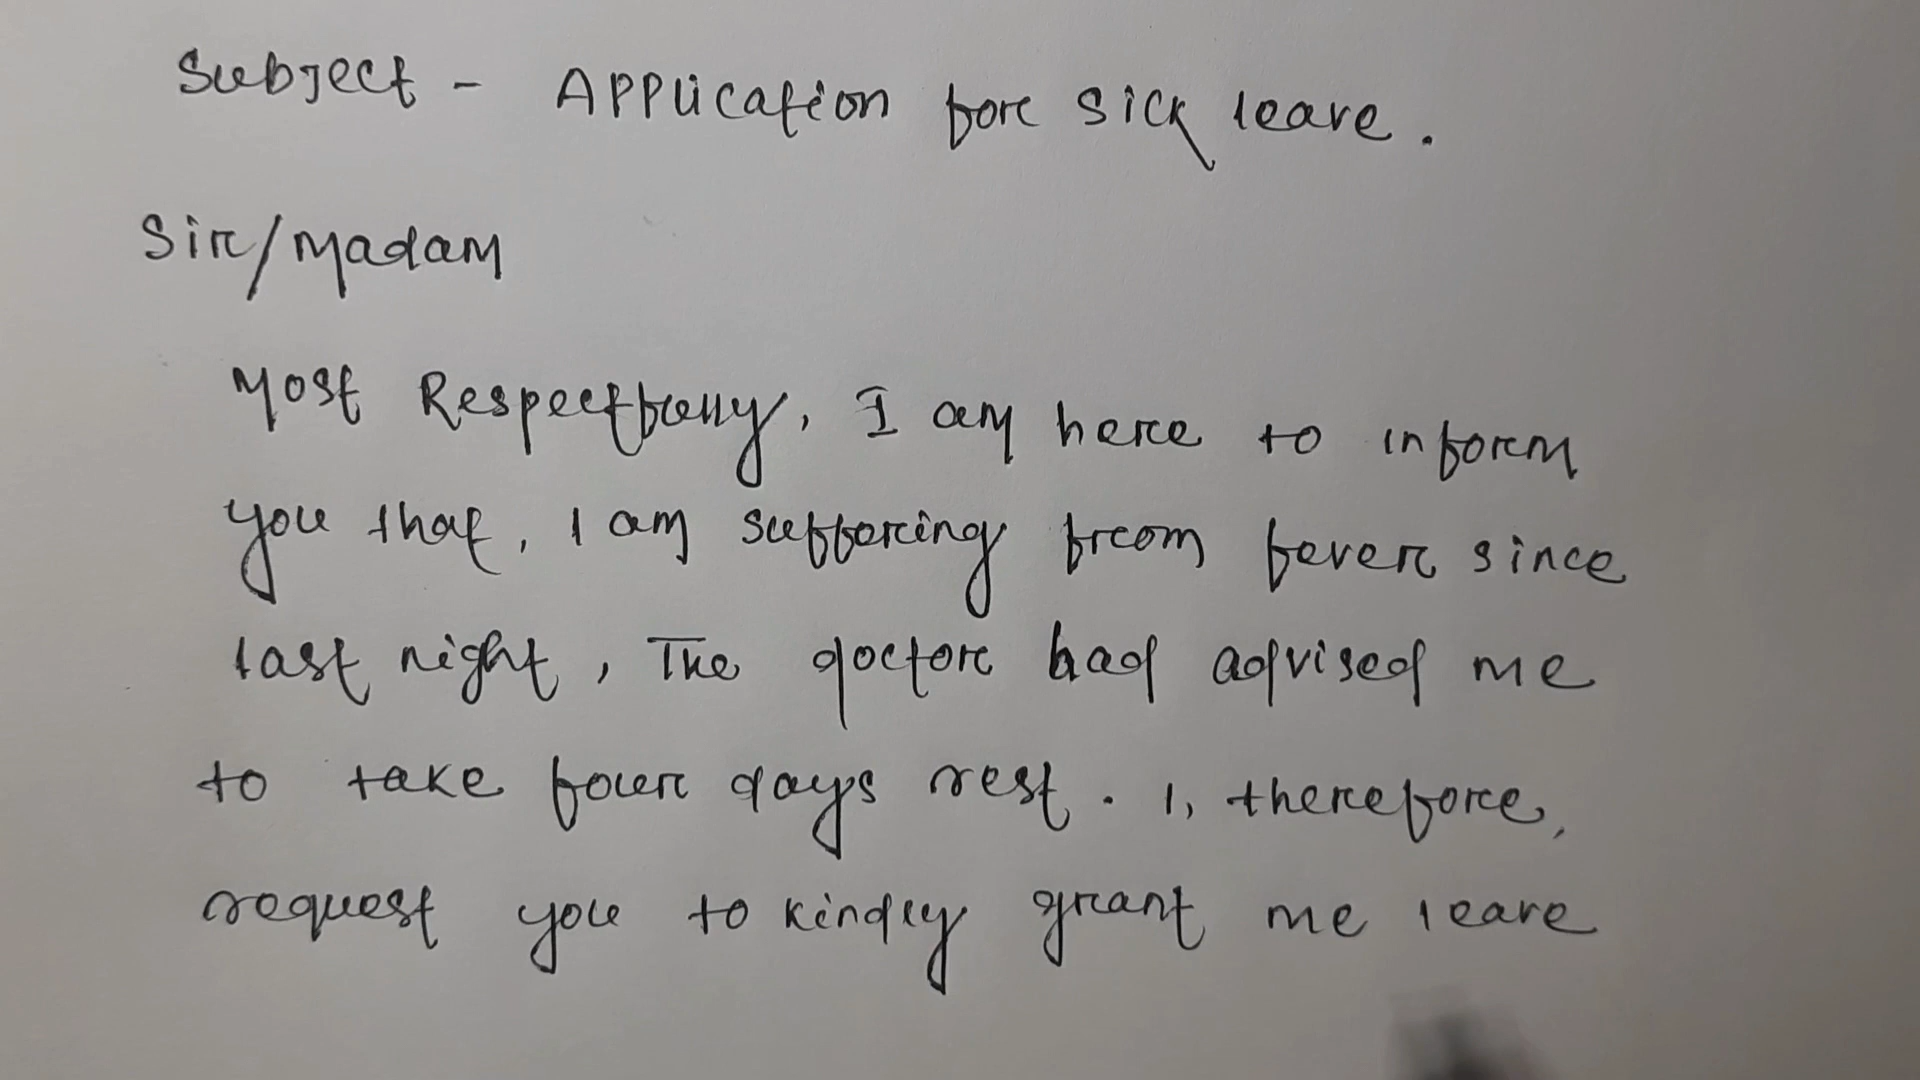 Subject - Application for sick leave.
Sir/Madam
Most Respectfully, I am here to inform
you that, I am suffering from fever since
last night, The doctor had advised me
to take four days rest. I, therefore,
request you to kindly grant me leave